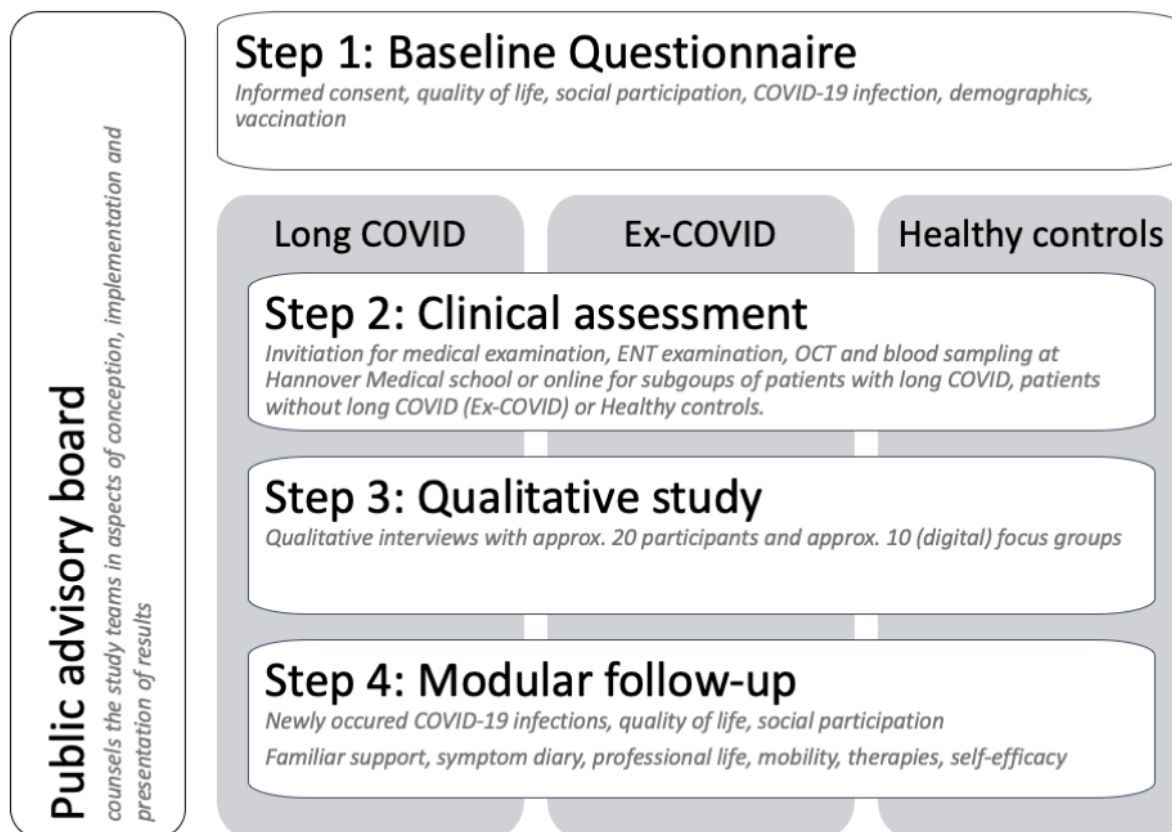 Public advisory board
counsels the study teams in aspects of conception, implementation and
presentation of results
Step 1: Baseline Questionnaire
Informed consent, quality of life, social participation, COVID-19 infection, demographics,
vaccination
Long COVID
Ex-COVID
Healthy controls
Step 2: Clinical assessment
Invitiation for medical examination, ENT examination, OCT and blood sampling at
Hannover Medical school or online for subgoups of patients with long COVID, patients
without long COVID (Ex-COVID) or Healthy controls.
Step 3: Qualitative study
Qualitative interviews with approx. 20 participants and approx. 10 (digital) focus groups
Step 4: Modular follow-up
Newly occured COVID-19 infections, quality of life, social participation
Familiar support, symptom diary, professional life, mobility, therapies, self-efficacy